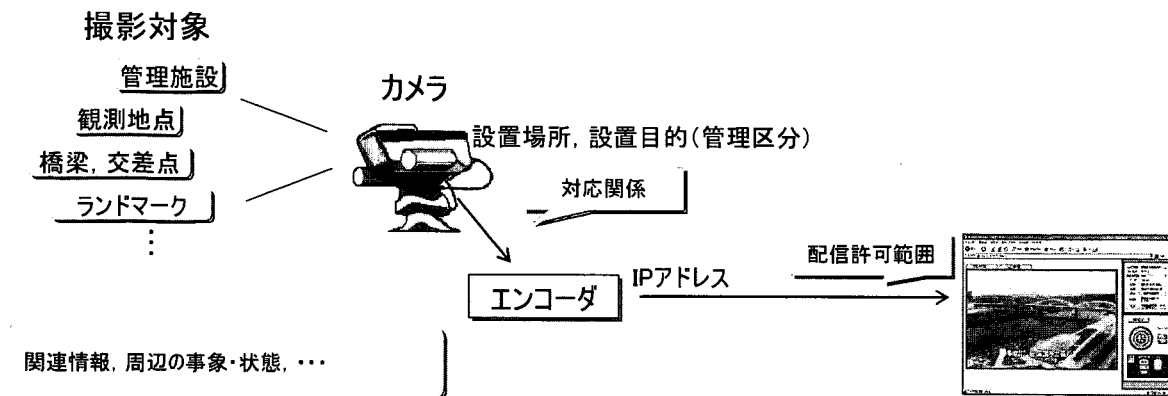 撮影対象
管理施設
観測地点
橋梁, 交差点
ランドマーク
⋮
カメラ
設置場所, 設置目的(管理区分)
対応関係
エンコーダ
IPアドレス
配信許可範囲
関連情報, 周辺の事象・状態, ･･･